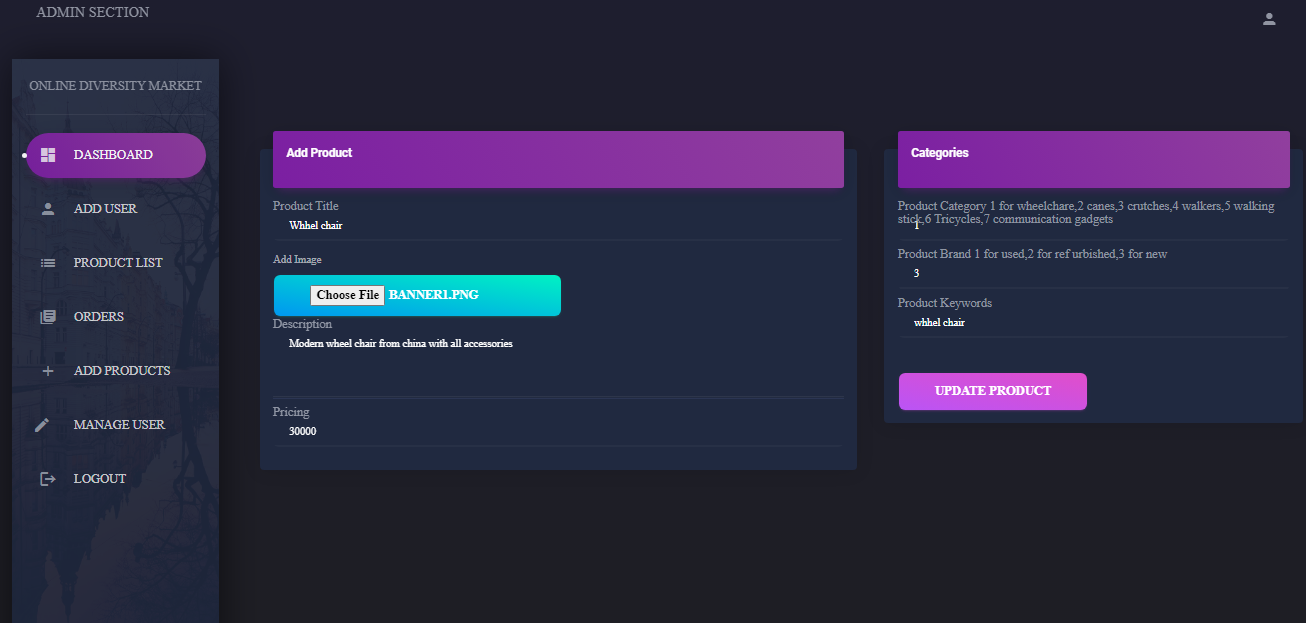 ADMIN SECTION
ONLINE DIVERSITY MARKET
DASHBOARD
ADD USER
PRODUCT LIST
ORDERS
ADD PRODUCTS
MANAGE USER
LOGOUT
Add Product
Product Title
Whhel chair
Add Image
Choose File BANNER1.PNG
Description
Modern wheel chair from china with all accessories
Pricing
30000
Categories
Product Category 1 for wheelchare,2 canes,3 crutches,4 walkers,5 walking
stick,6 Tricycles,7 communication gadgets
1
Product Brand 1 for used,2 for ref urbished,3 for new
3
Product Keywords
whhel chair
UPDATE PRODUCT